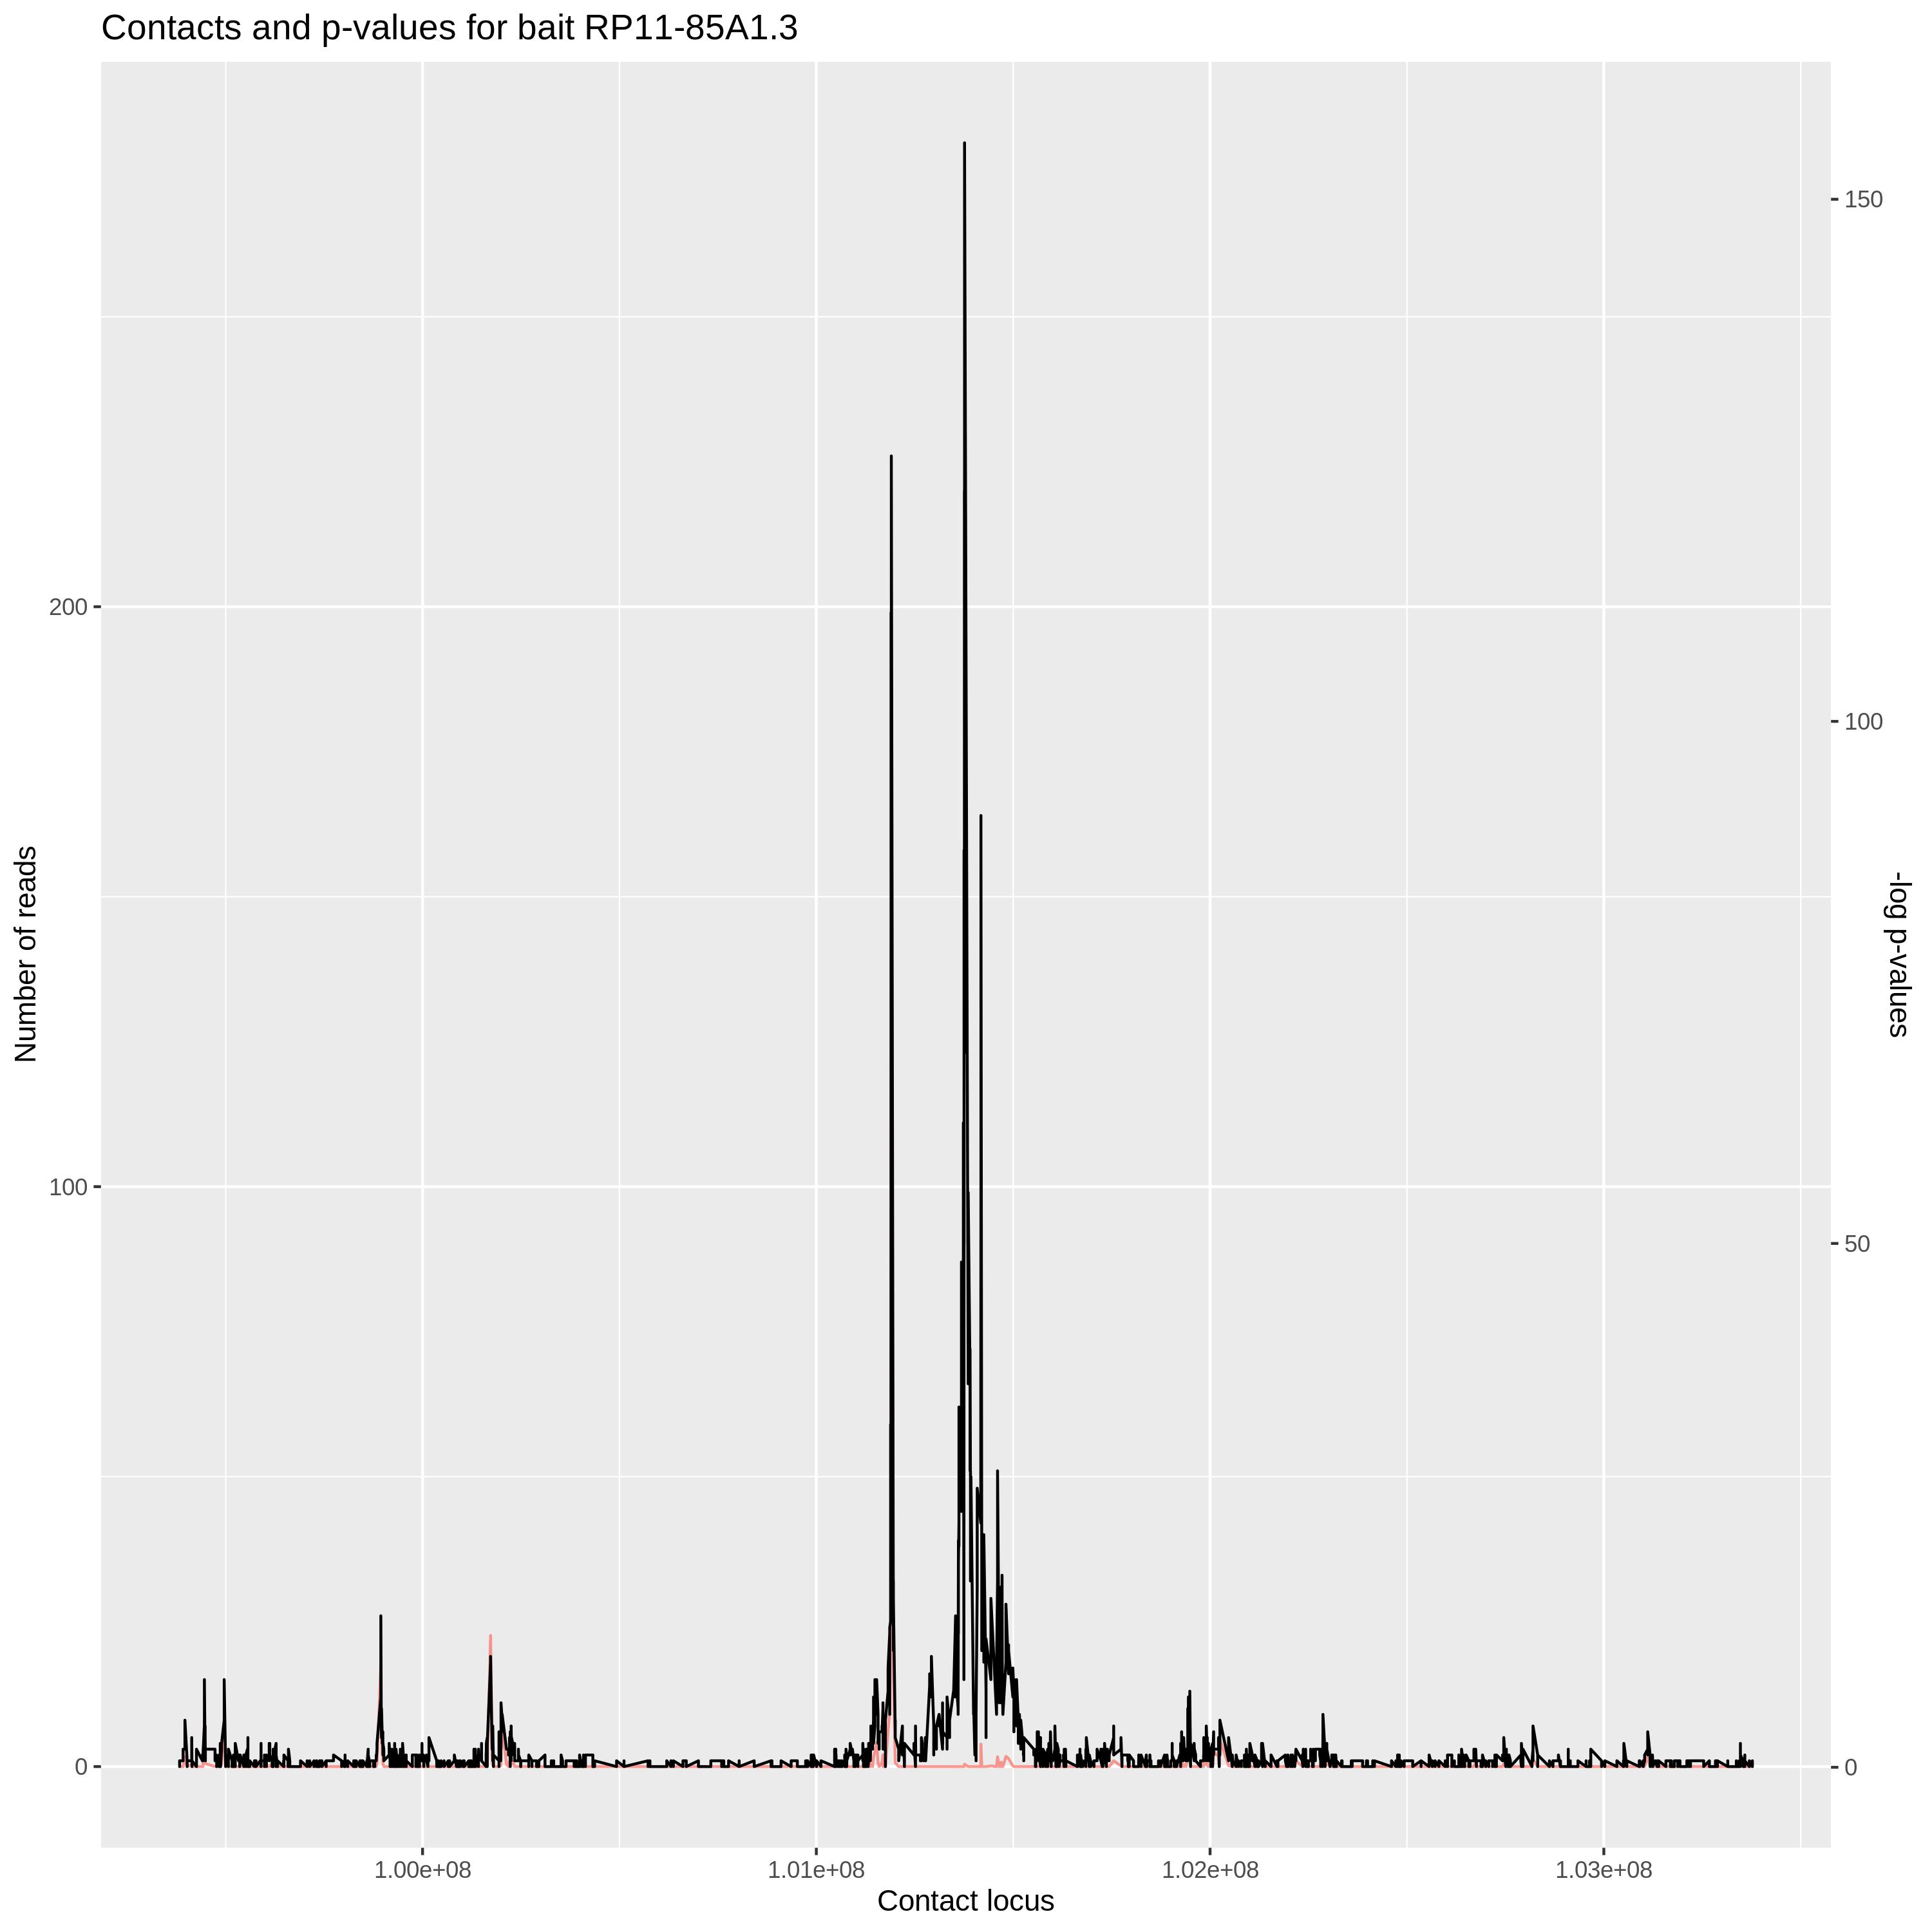 Contacts and p-values for bait RP11-85A1.3
Number of reads
200
100
0
150
100
50
0
-log p-values
1.00e+08
1.01e+08
1.02e+08
1.03e+08
Contact locus